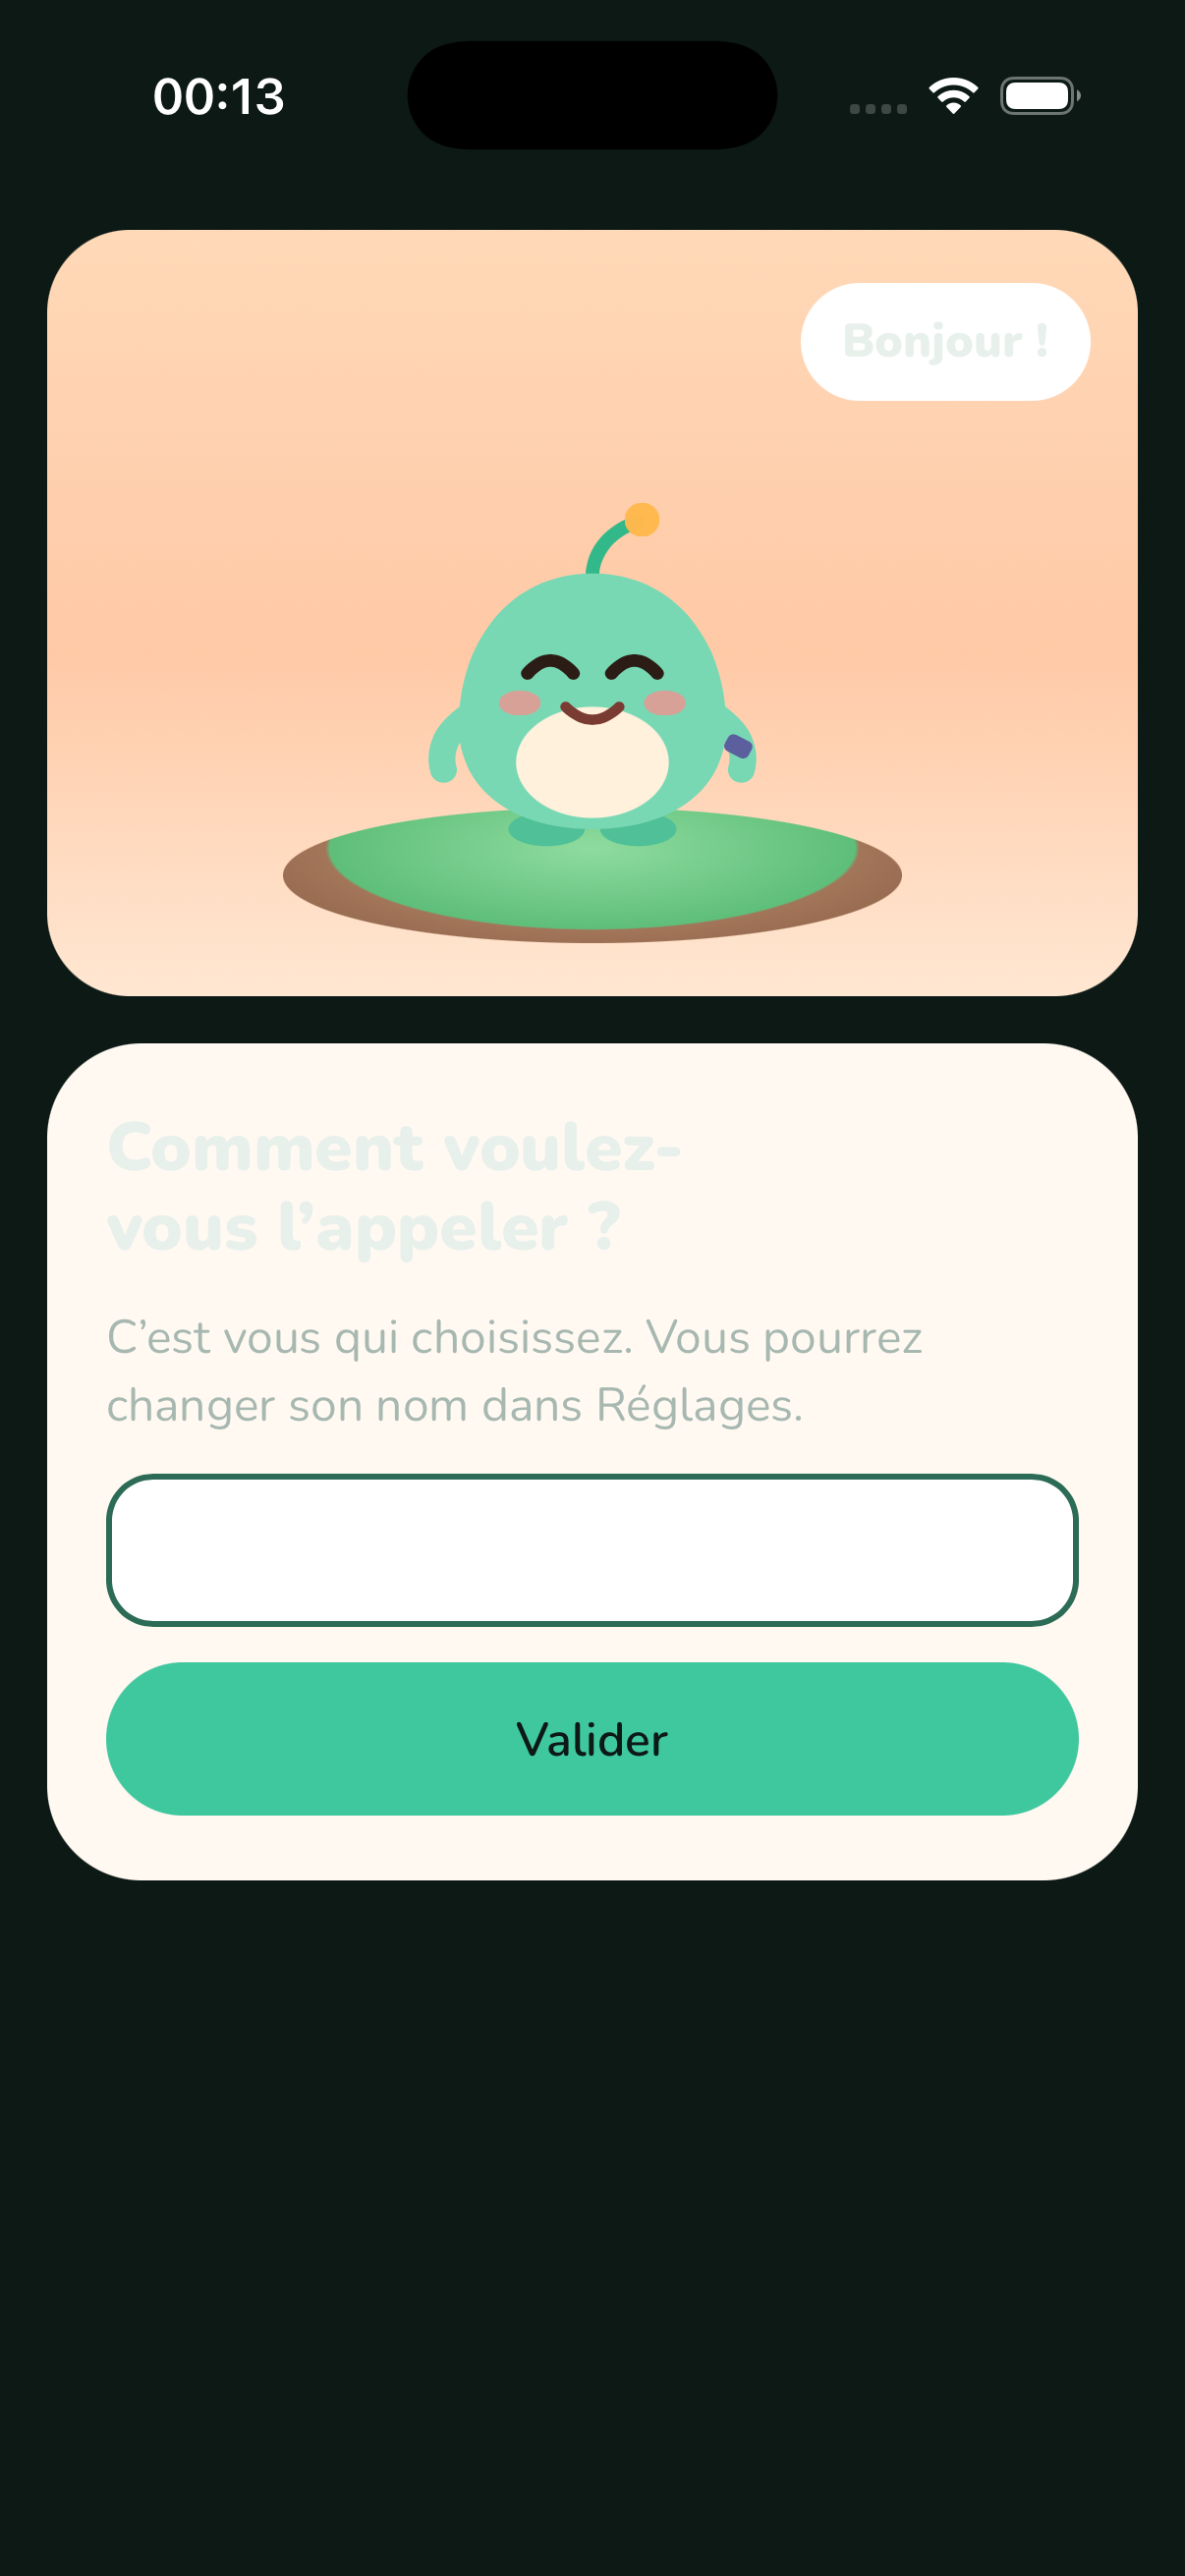 00:13
Bonjour !
Comment voulez-
vous l’appeler ?
C’est vous qui choisissez. Vous pourrez
changer son nom dans Réglages.
Valider